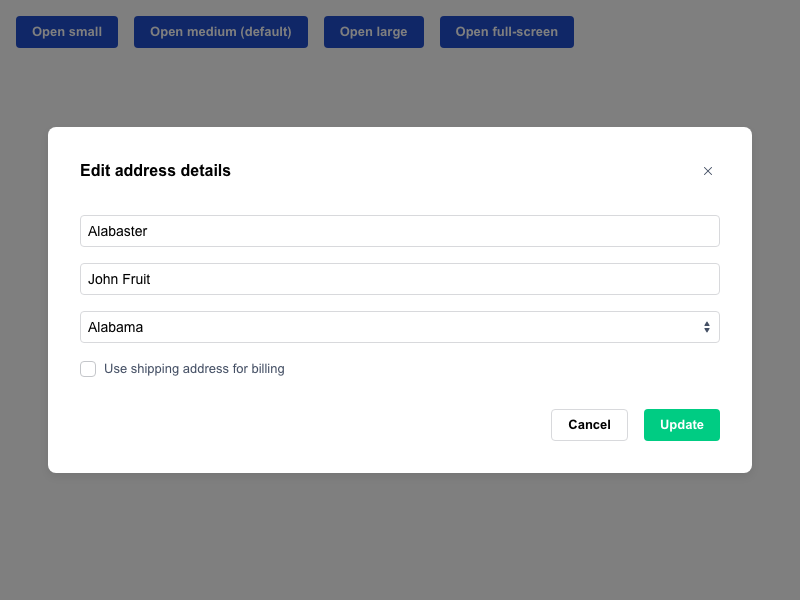 Open small
Open medium (default)
Open large
Open full-screen
Edit address details
Alabaster
John Fruit
Alabama
Use shipping address for billing
Cancel
Update